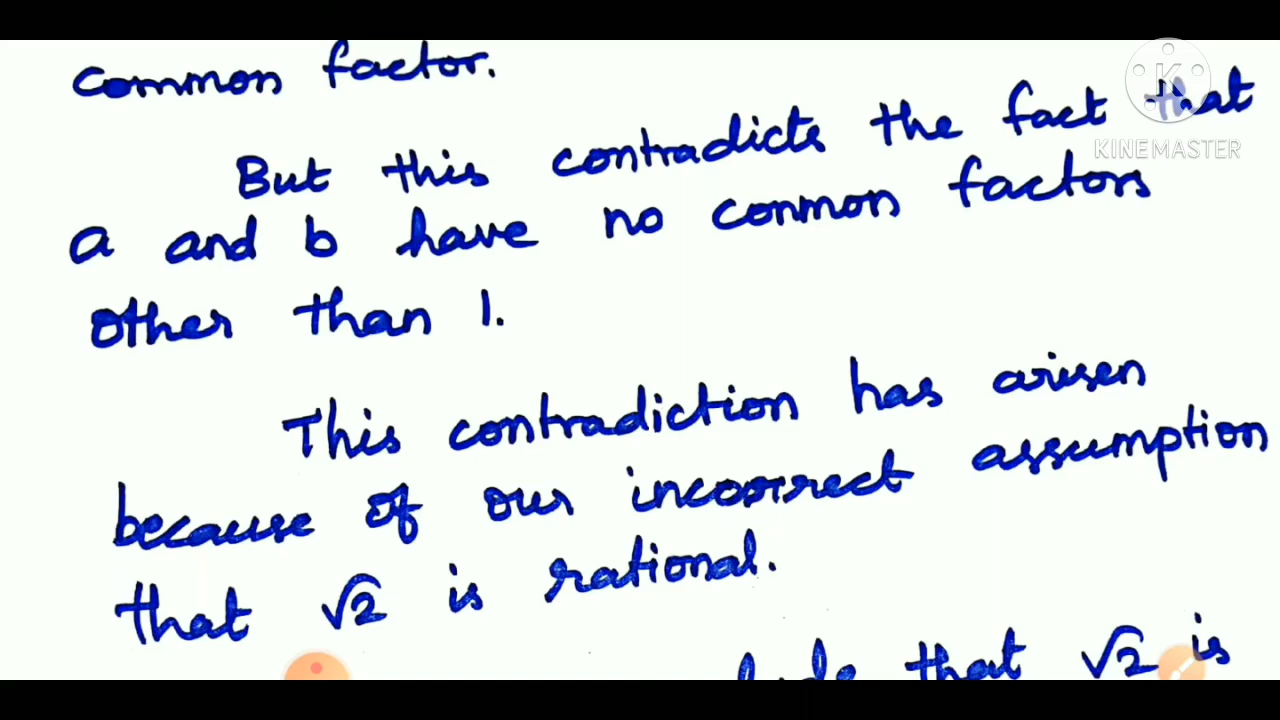 common factor.
But this contradicts the fact that
KINEMASTER
a and b have no common factors
other than 1.
This contradiction has arisen
because of our incorrect assumption
that √2 is rational.
that √2 is